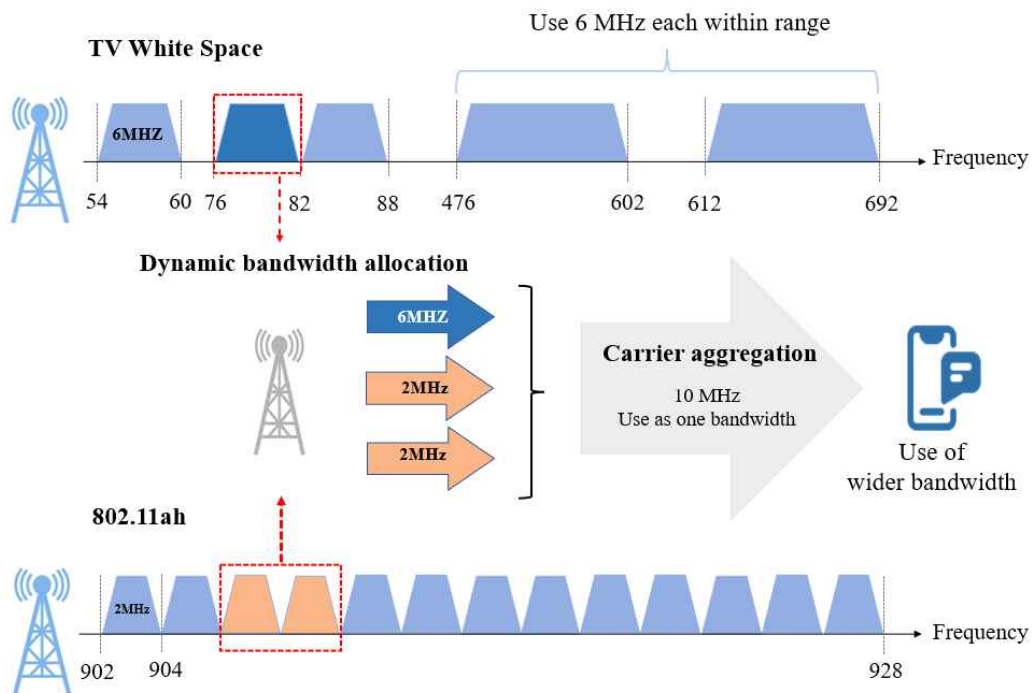 Use 6 MHz each within range
TV White Space
6MHZ
Frequency
54 60 76 82 88 476 602 612 692
Dynamic bandwidth allocation
6MHZ
2MHz
2MHz
Carrier aggregation
10 MHz
Use as one bandwidth
Use of
wider bandwidth
802.11ah
2MHz
Frequency
902 904 928